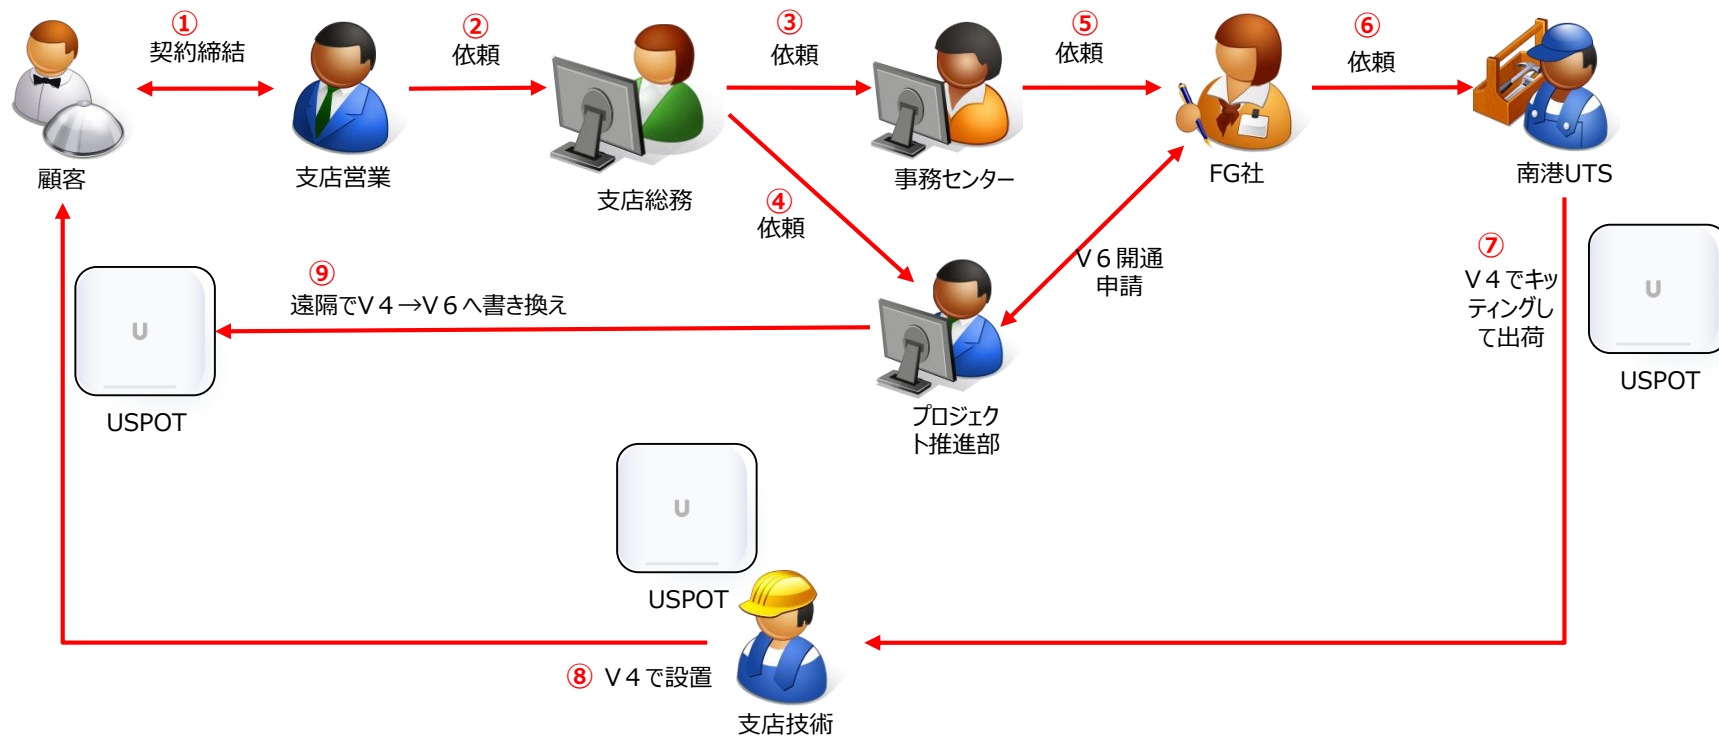 ①
契約締結
②
依頼
③
依頼
⑤
依頼
⑥
依頼
顧客
支店営業
支店総務
事務センター
FG社
南港UTS
④
依頼
V6開通
申請
⑦
V4でキッ
ティングし
て出荷
U
USPOT
⑨
遠隔でV4→V6へ書き換え
U
USPOT
プロジェク
ト推進部
U
USPOT
⑧ V4で設置
支店技術